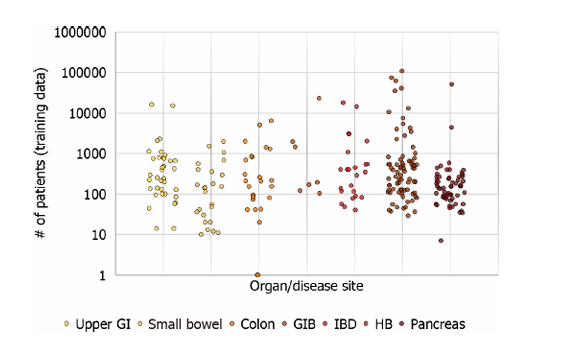 1000000
100000
10000
1000
100
10
1
# of patients (training data)
Organ/disease site
Upper GI Small bowel Colon GIB IBD HB Pancreas